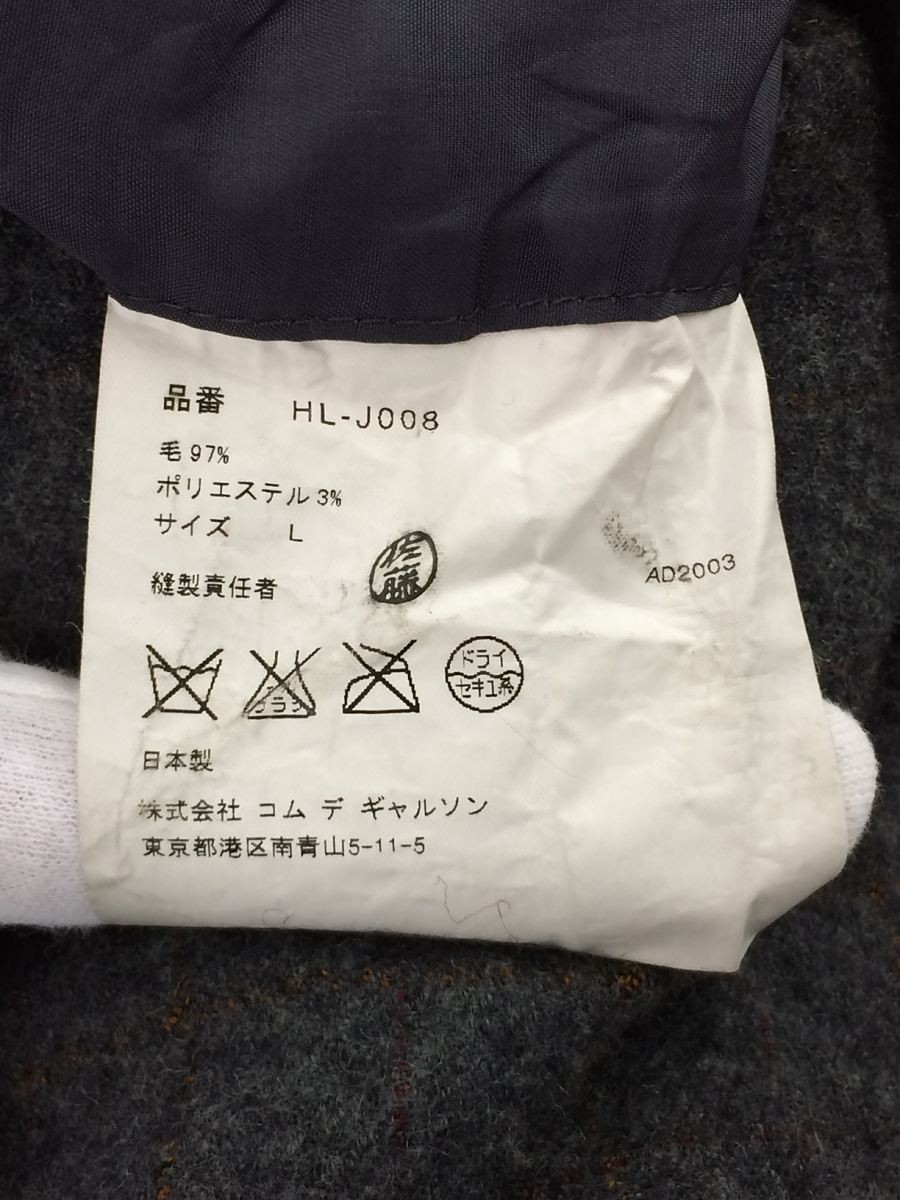 品番 HL-J008
毛 97%
ポリエステル 3%
サイズ L
縫製責任者 佐藤
AD2003
ドライ
セキユ系
日本製
株式会社 コム デ ギャルソン
東京都港区南青山5-11-5